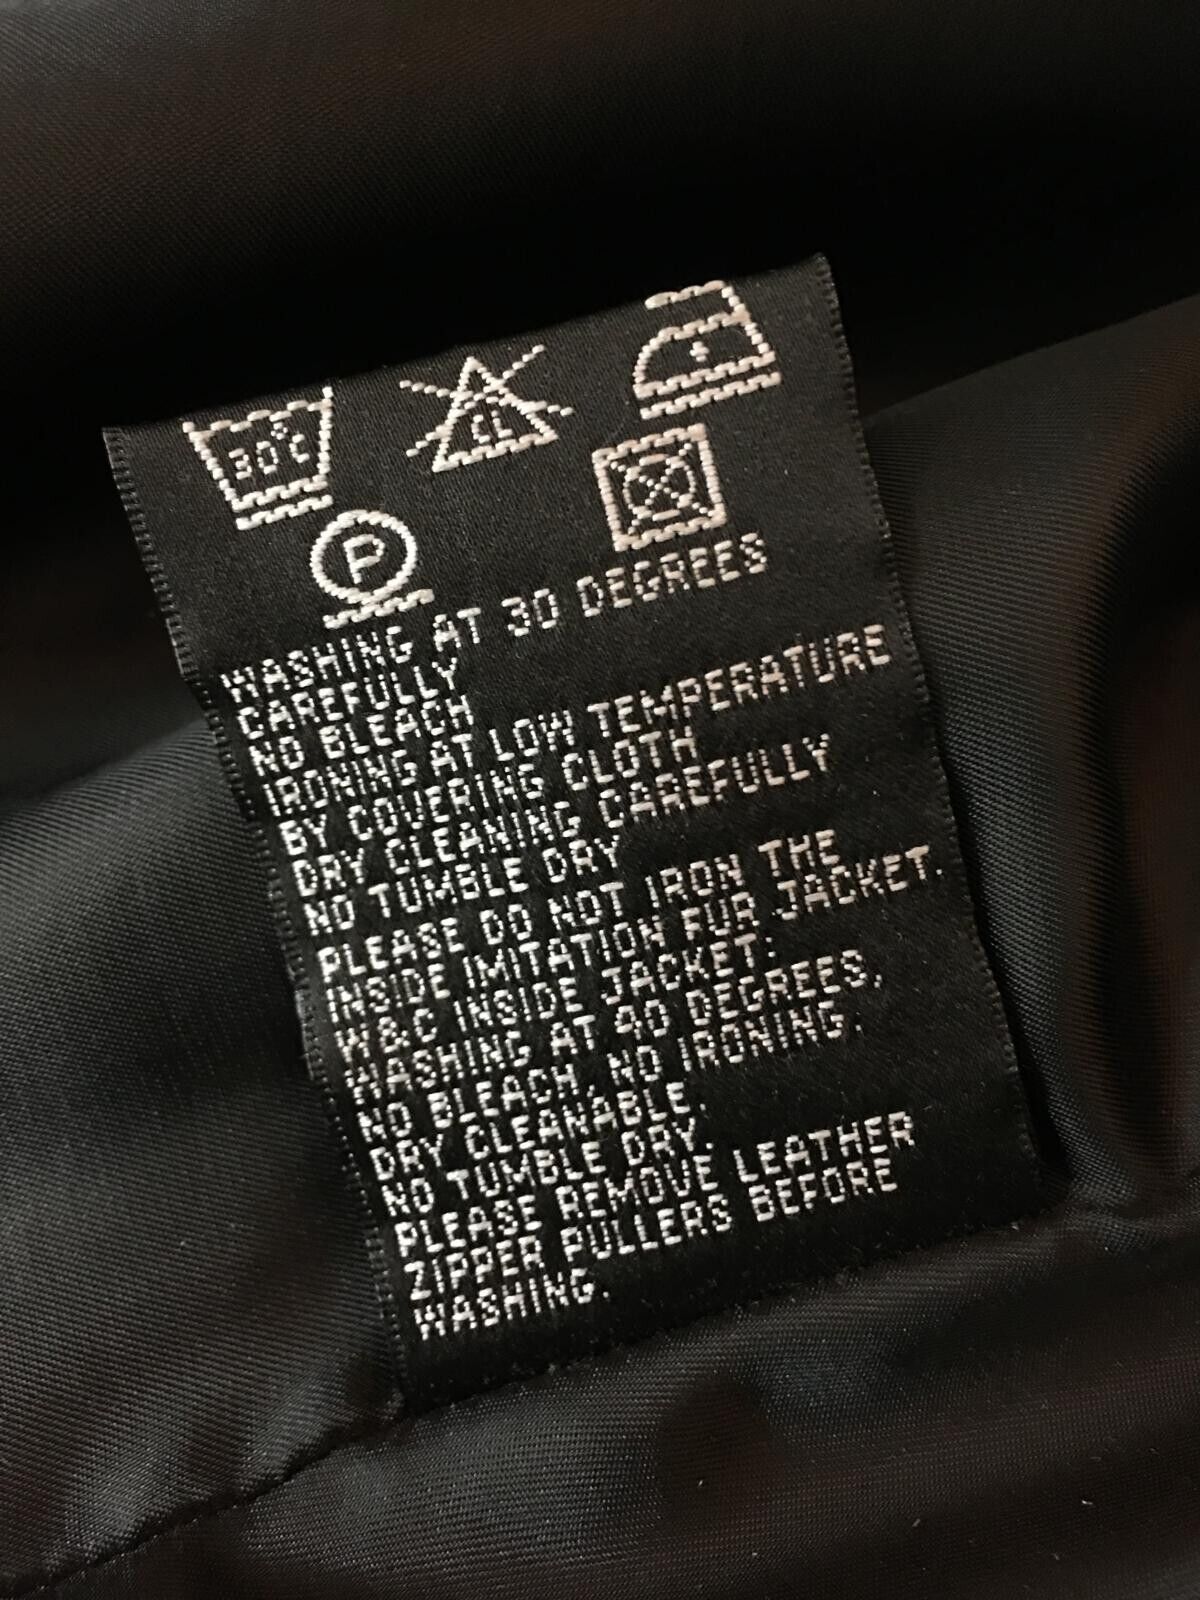 30°C
CL
P
WASHING AT 30 DEGREES
CAREFULLY
NO BLEACH
IRONING AT LOW TEMPERATURE
BY COVERING CLOTH
DRY CLEANING CAREFULLY
NO TUMBLE DRY
PLEASE DO NOT IRON THE
INSIDE IMITATION FUR JACKET.
W&C INSIDE JACKET:
WASHING AT 40 DEGREES,
NO BLEACH, NO IRONING.
DRY CLEANABLE.
NO TUMBLE DRY.
PLEASE REMOVE LEATHER
ZIPPER PULLERS BEFORE
WASHING.